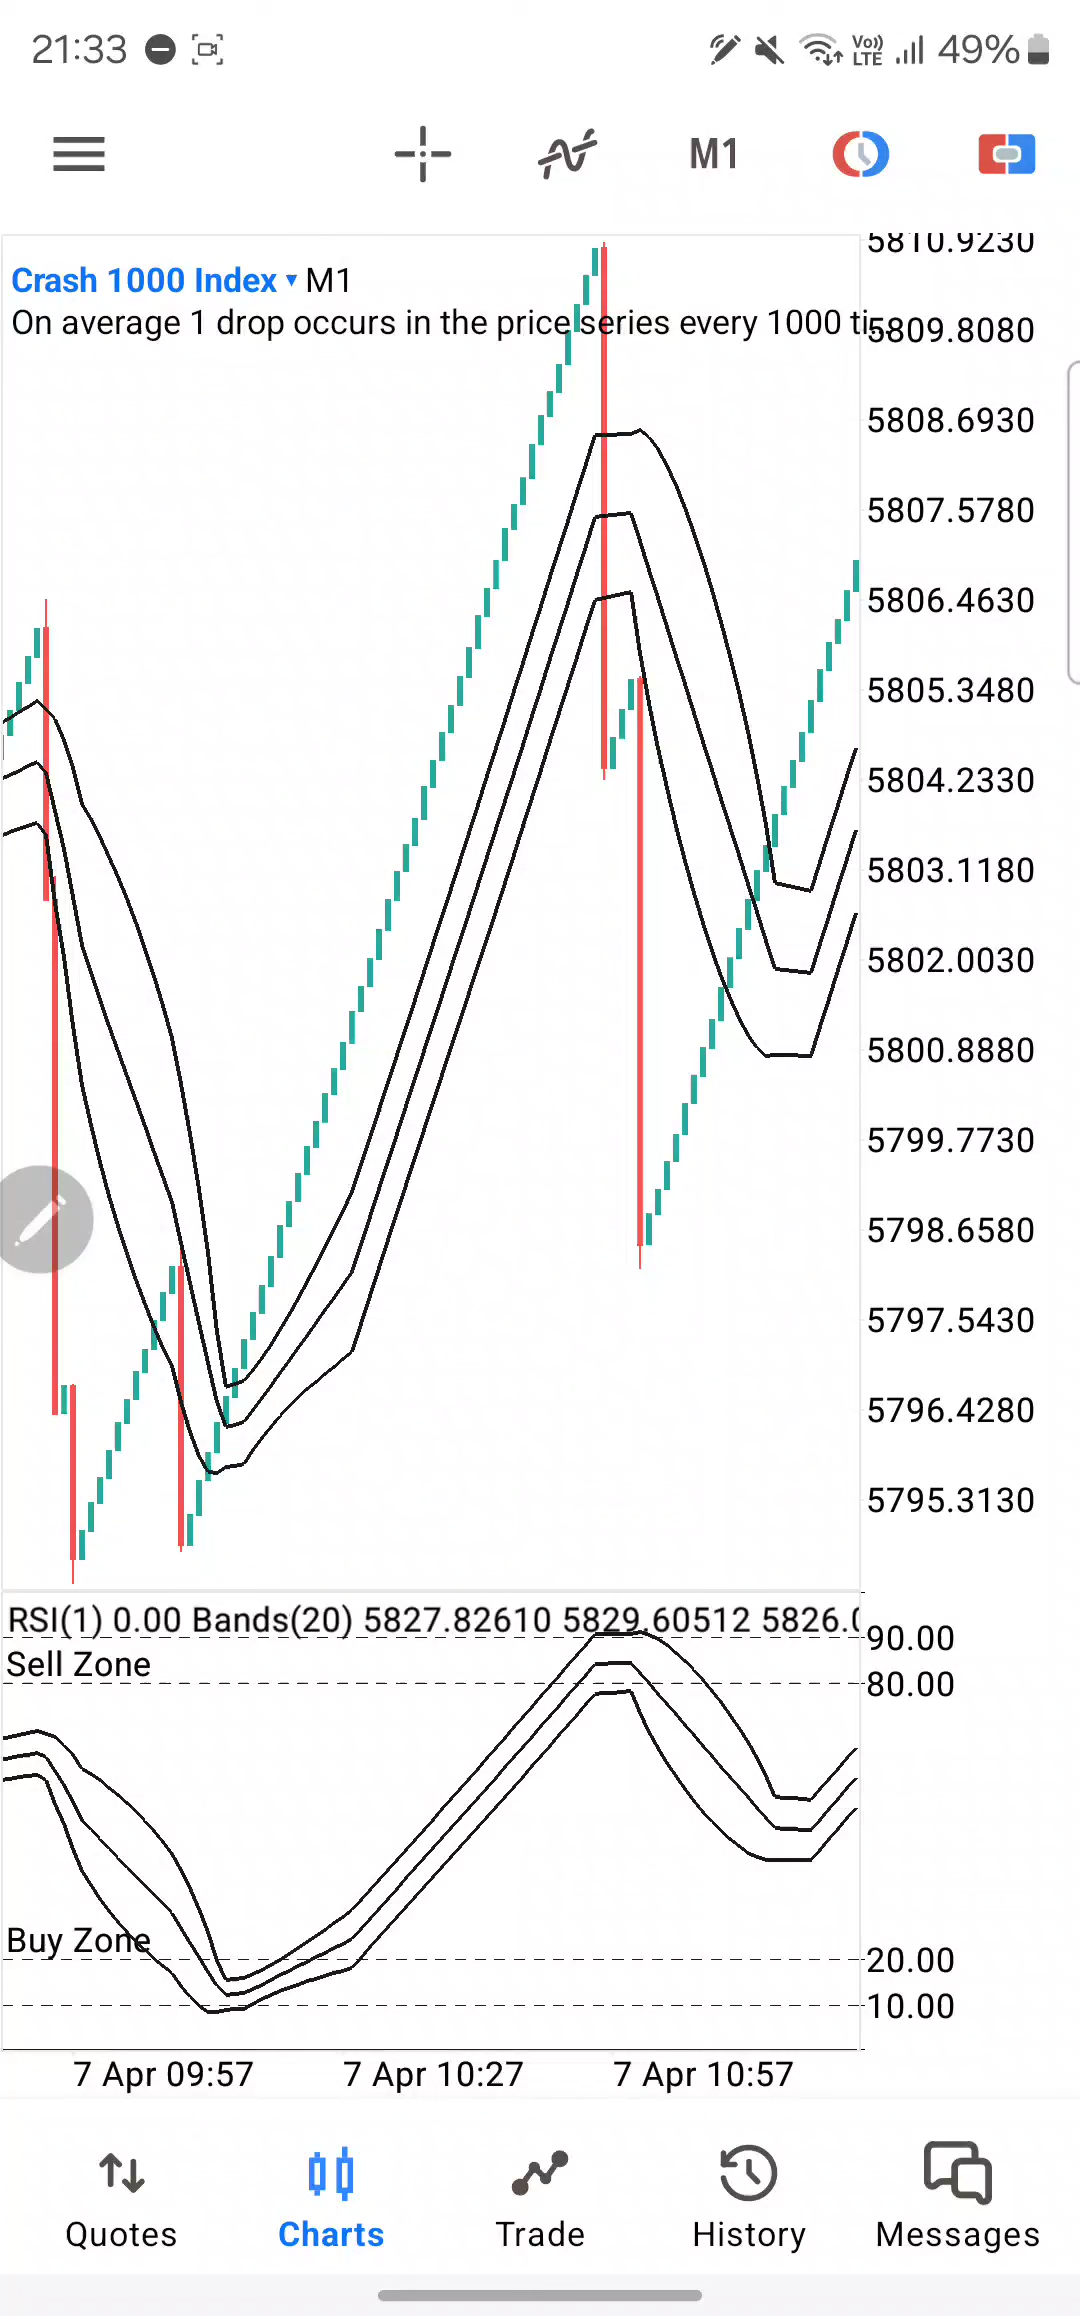 21:33
Vo))
LTE
49%
M1
5810.9230
Crash 1000 Index ▾ M1
On average 1 drop occurs in the price series every 1000 ti...
5809.8080
5808.6930
5807.5780
5806.4630
5805.3480
5804.2330
5803.1180
5802.0030
5800.8880
5799.7730
5798.6580
5797.5430
5796.4280
5795.3130
RSI(1) 0.00 Bands(20) 5827.82610 5829.60512 5826.0
90.00
Sell Zone
80.00
Buy Zone
20.00
10.00
7 Apr 09:57 7 Apr 10:27 7 Apr 10:57
Quotes Charts Trade History Messages